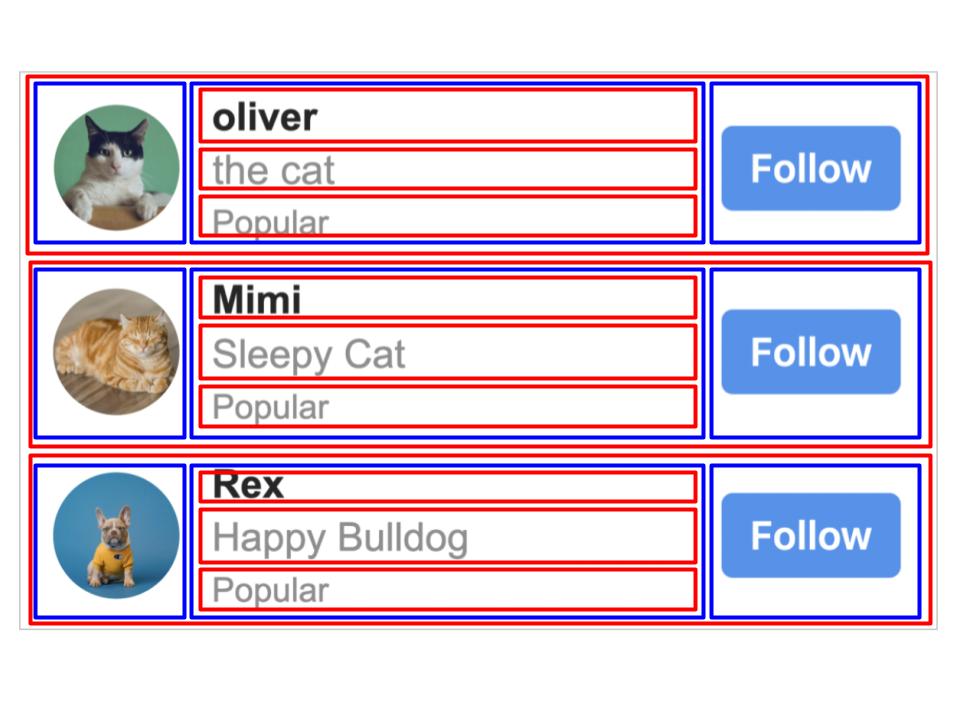 oliver
the cat
Popular
Follow
Mimi
Sleepy Cat
Popular
Follow
Rex
Happy Bulldog
Popular
Follow